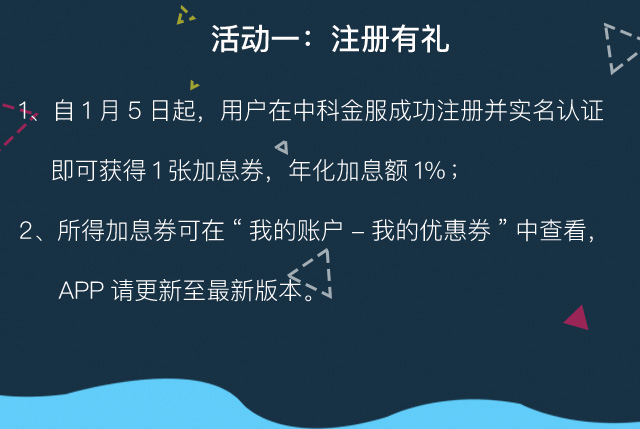 活动一：注册有礼
1、自1月5日起，用户在中科金服成功注册并实名认证
即可获得1张加息券，年化加息额1%；
2、所得加息券可在“我的账户-我的优惠券”中查看，
APP请更新至最新版本。